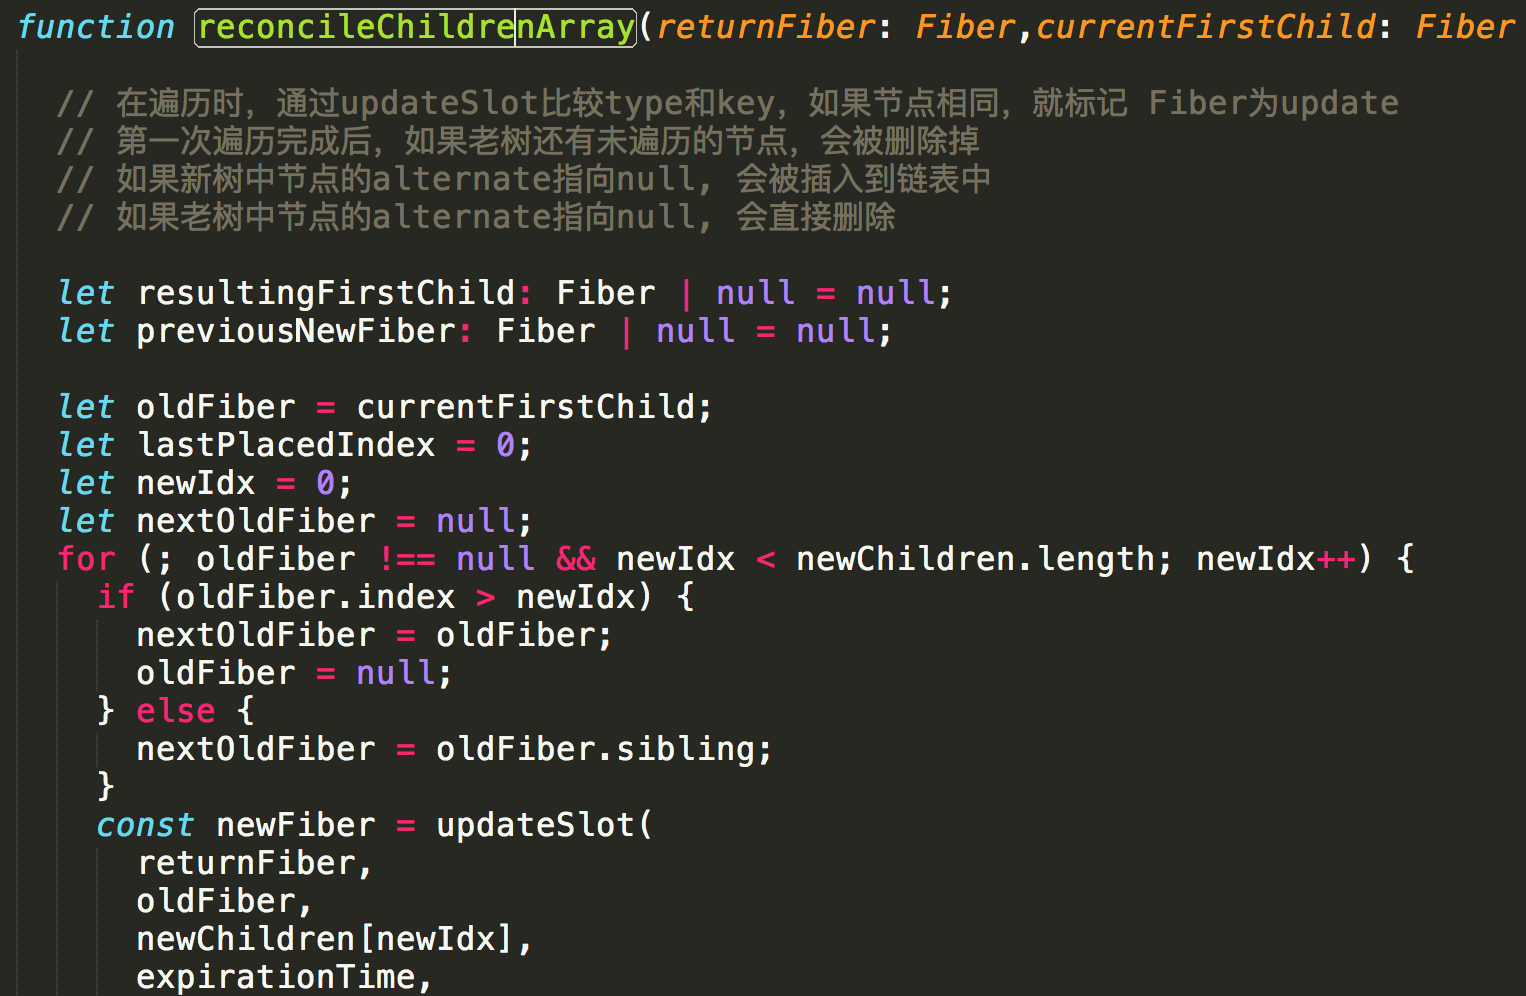 function reconcileChildrenArray(returnFiber: Fiber,currentFirstChild: Fiber
// 在遍历时，通过updateSlot比较type和key，如果节点相同，就标记 Fiber为update
// 第一次遍历完成后，如果老树还有未遍历的节点，会被删除掉
// 如果新树中节点的alternate指向null, 会被插入到链表中
// 如果老树中节点的alternate指向null, 会直接删除
let resultingFirstChild: Fiber | null = null;
let previousNewFiber: Fiber | null = null;
let oldFiber = currentFirstChild;
let lastPlacedIndex = 0;
let newIdx = 0;
let nextOldFiber = null;
for (; oldFiber !== null && newIdx < newChildren.length; newIdx++) {
if (oldFiber.index > newIdx) {
nextOldFiber = oldFiber;
oldFiber = null;
} else {
nextOldFiber = oldFiber.sibling;
}
const newFiber = updateSlot(
returnFiber,
oldFiber,
newChildren[newIdx],
expirationTime,